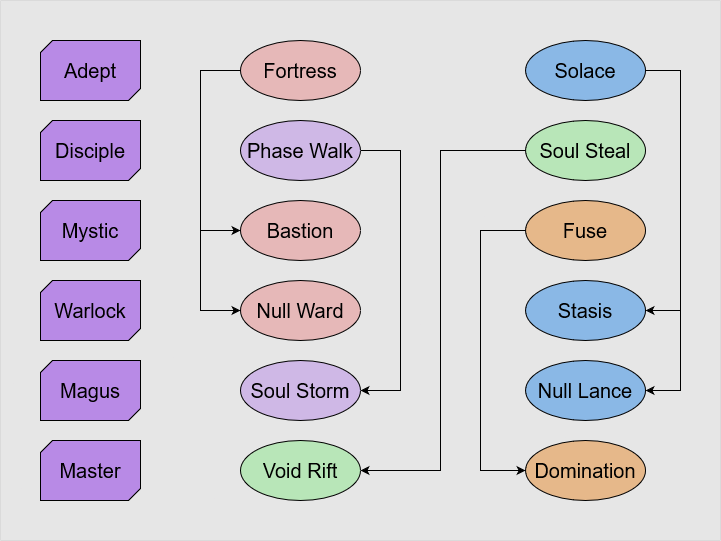 Adept
Fortress
Solace
Disciple
Phase Walk
Soul Steal
Mystic
Bastion
Fuse
Warlock
Null Ward
Stasis
Magus
Soul Storm
Null Lance
Master
Void Rift
Domination